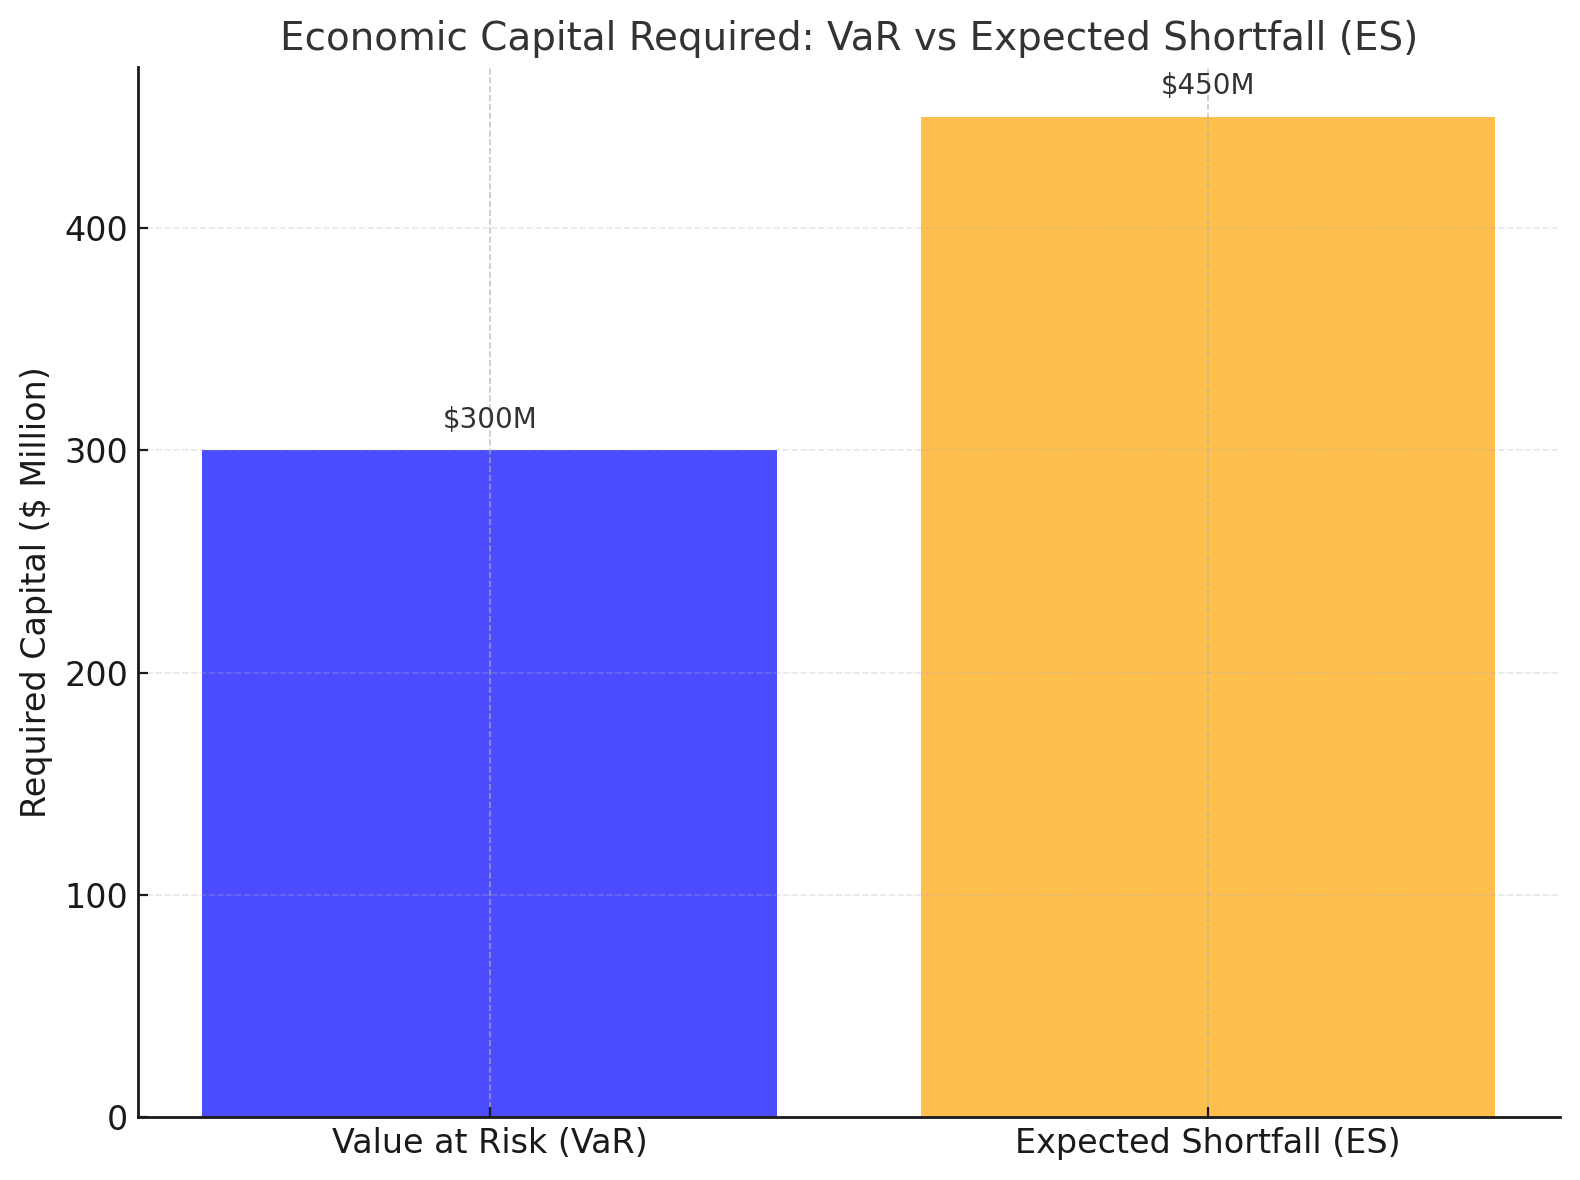 Economic Capital Required: VaR vs Expected Shortfall (ES)
$450M
$300M
Required Capital ($ Million)
400
300
200
100
0
Value at Risk (VaR)
Expected Shortfall (ES)